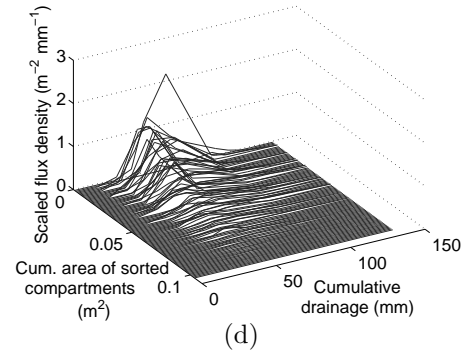 Scaled flux density (m⁻² mm⁻¹)
3
2
1
0
0
0.05
0.1
Cum. area of sorted
compartments
(m²)
0
50
100
150
Cumulative
drainage (mm)
(d)